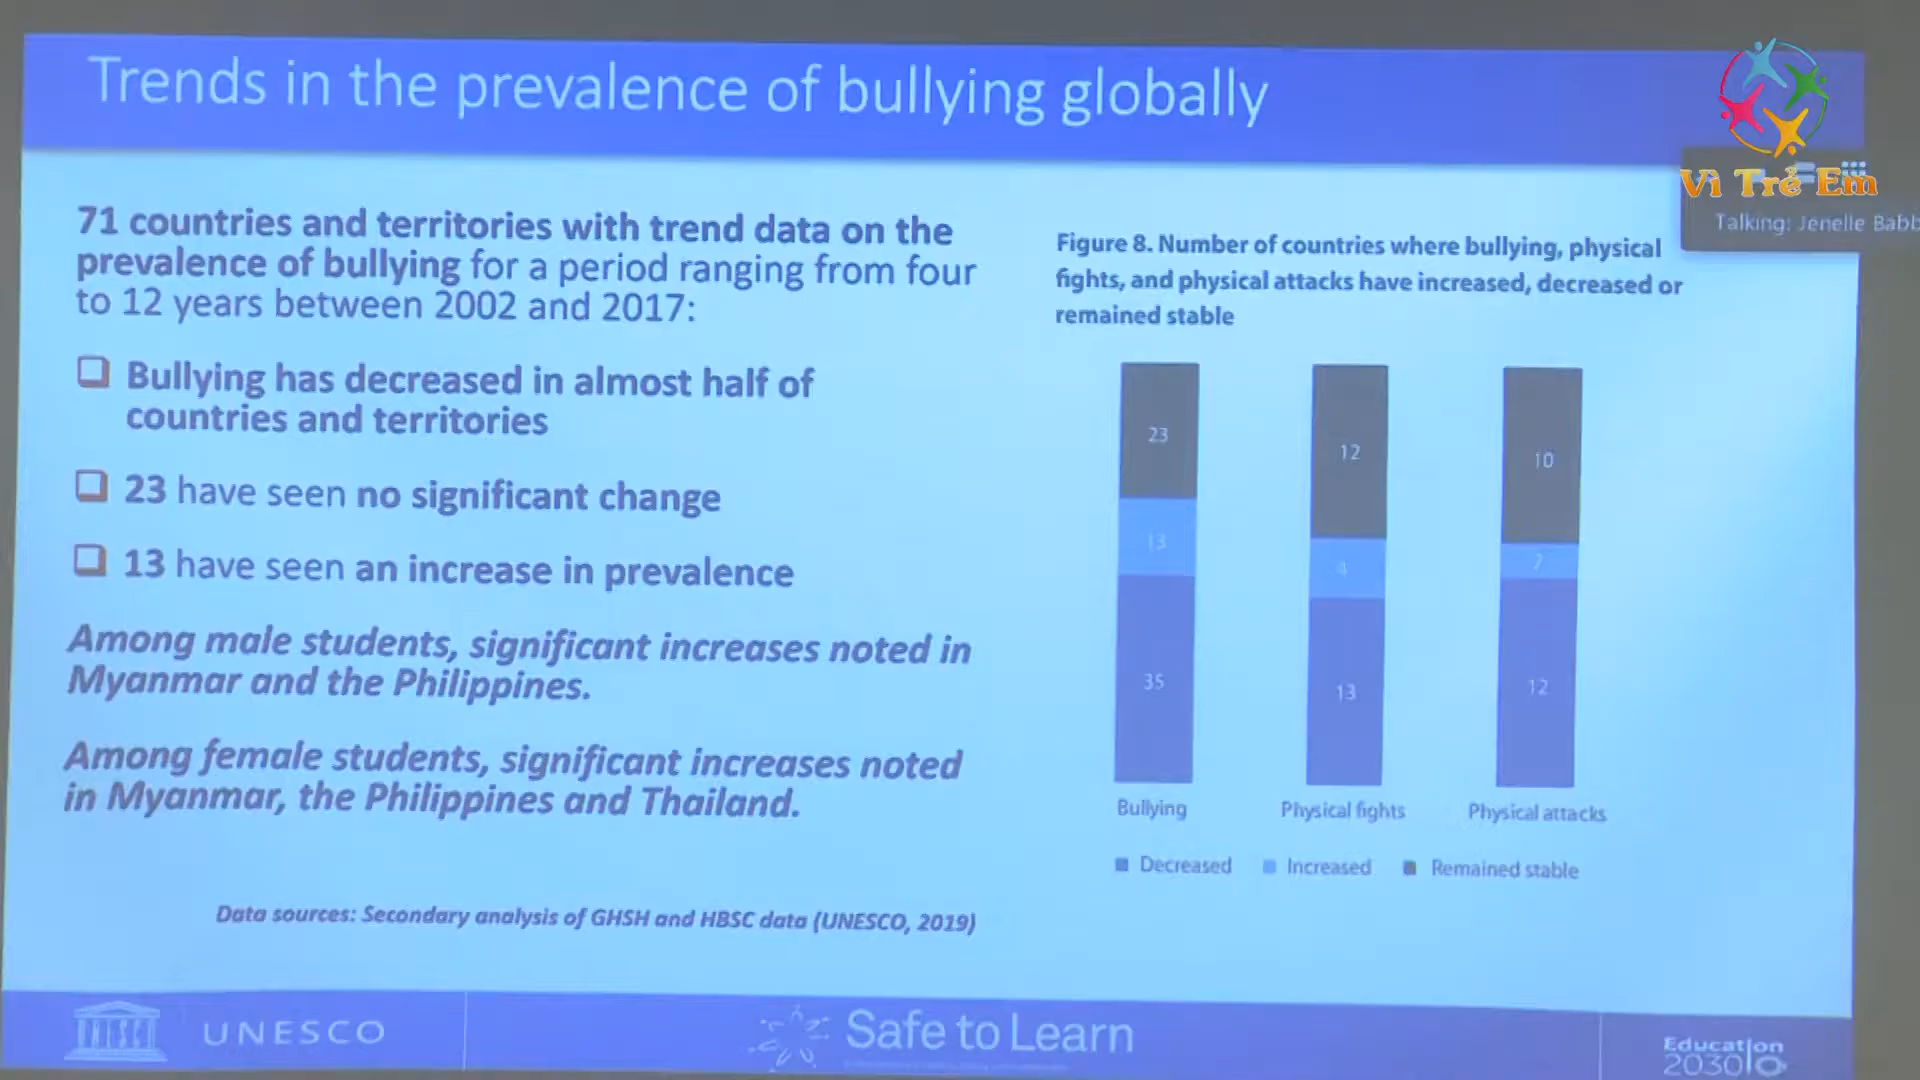 Trends in the prevalence of bullying globally
Vì Trẻ Em
Talking: Jenelle Babb
71 countries and territories with trend data on the
prevalence of bullying for a period ranging from four
to 12 years between 2002 and 2017:
Bullying has decreased in almost half of
countries and territories
23 have seen no significant change
13 have seen an increase in prevalence
Among male students, significant increases noted in
Myanmar and the Philippines.
Among female students, significant increases noted
in Myanmar, the Philippines and Thailand.
Data sources: Secondary analysis of GHSH and HBSC data (UNESCO, 2019)
Figure 8. Number of countries where bullying, physical
fights, and physical attacks have increased, decreased or
remained stable
23
12
10
13
4
35
13
12
Bullying
Physical fights
Physical attacks
Decreased
Increased
Remained stable
UNESCO
Safe to Learn
Education
2030